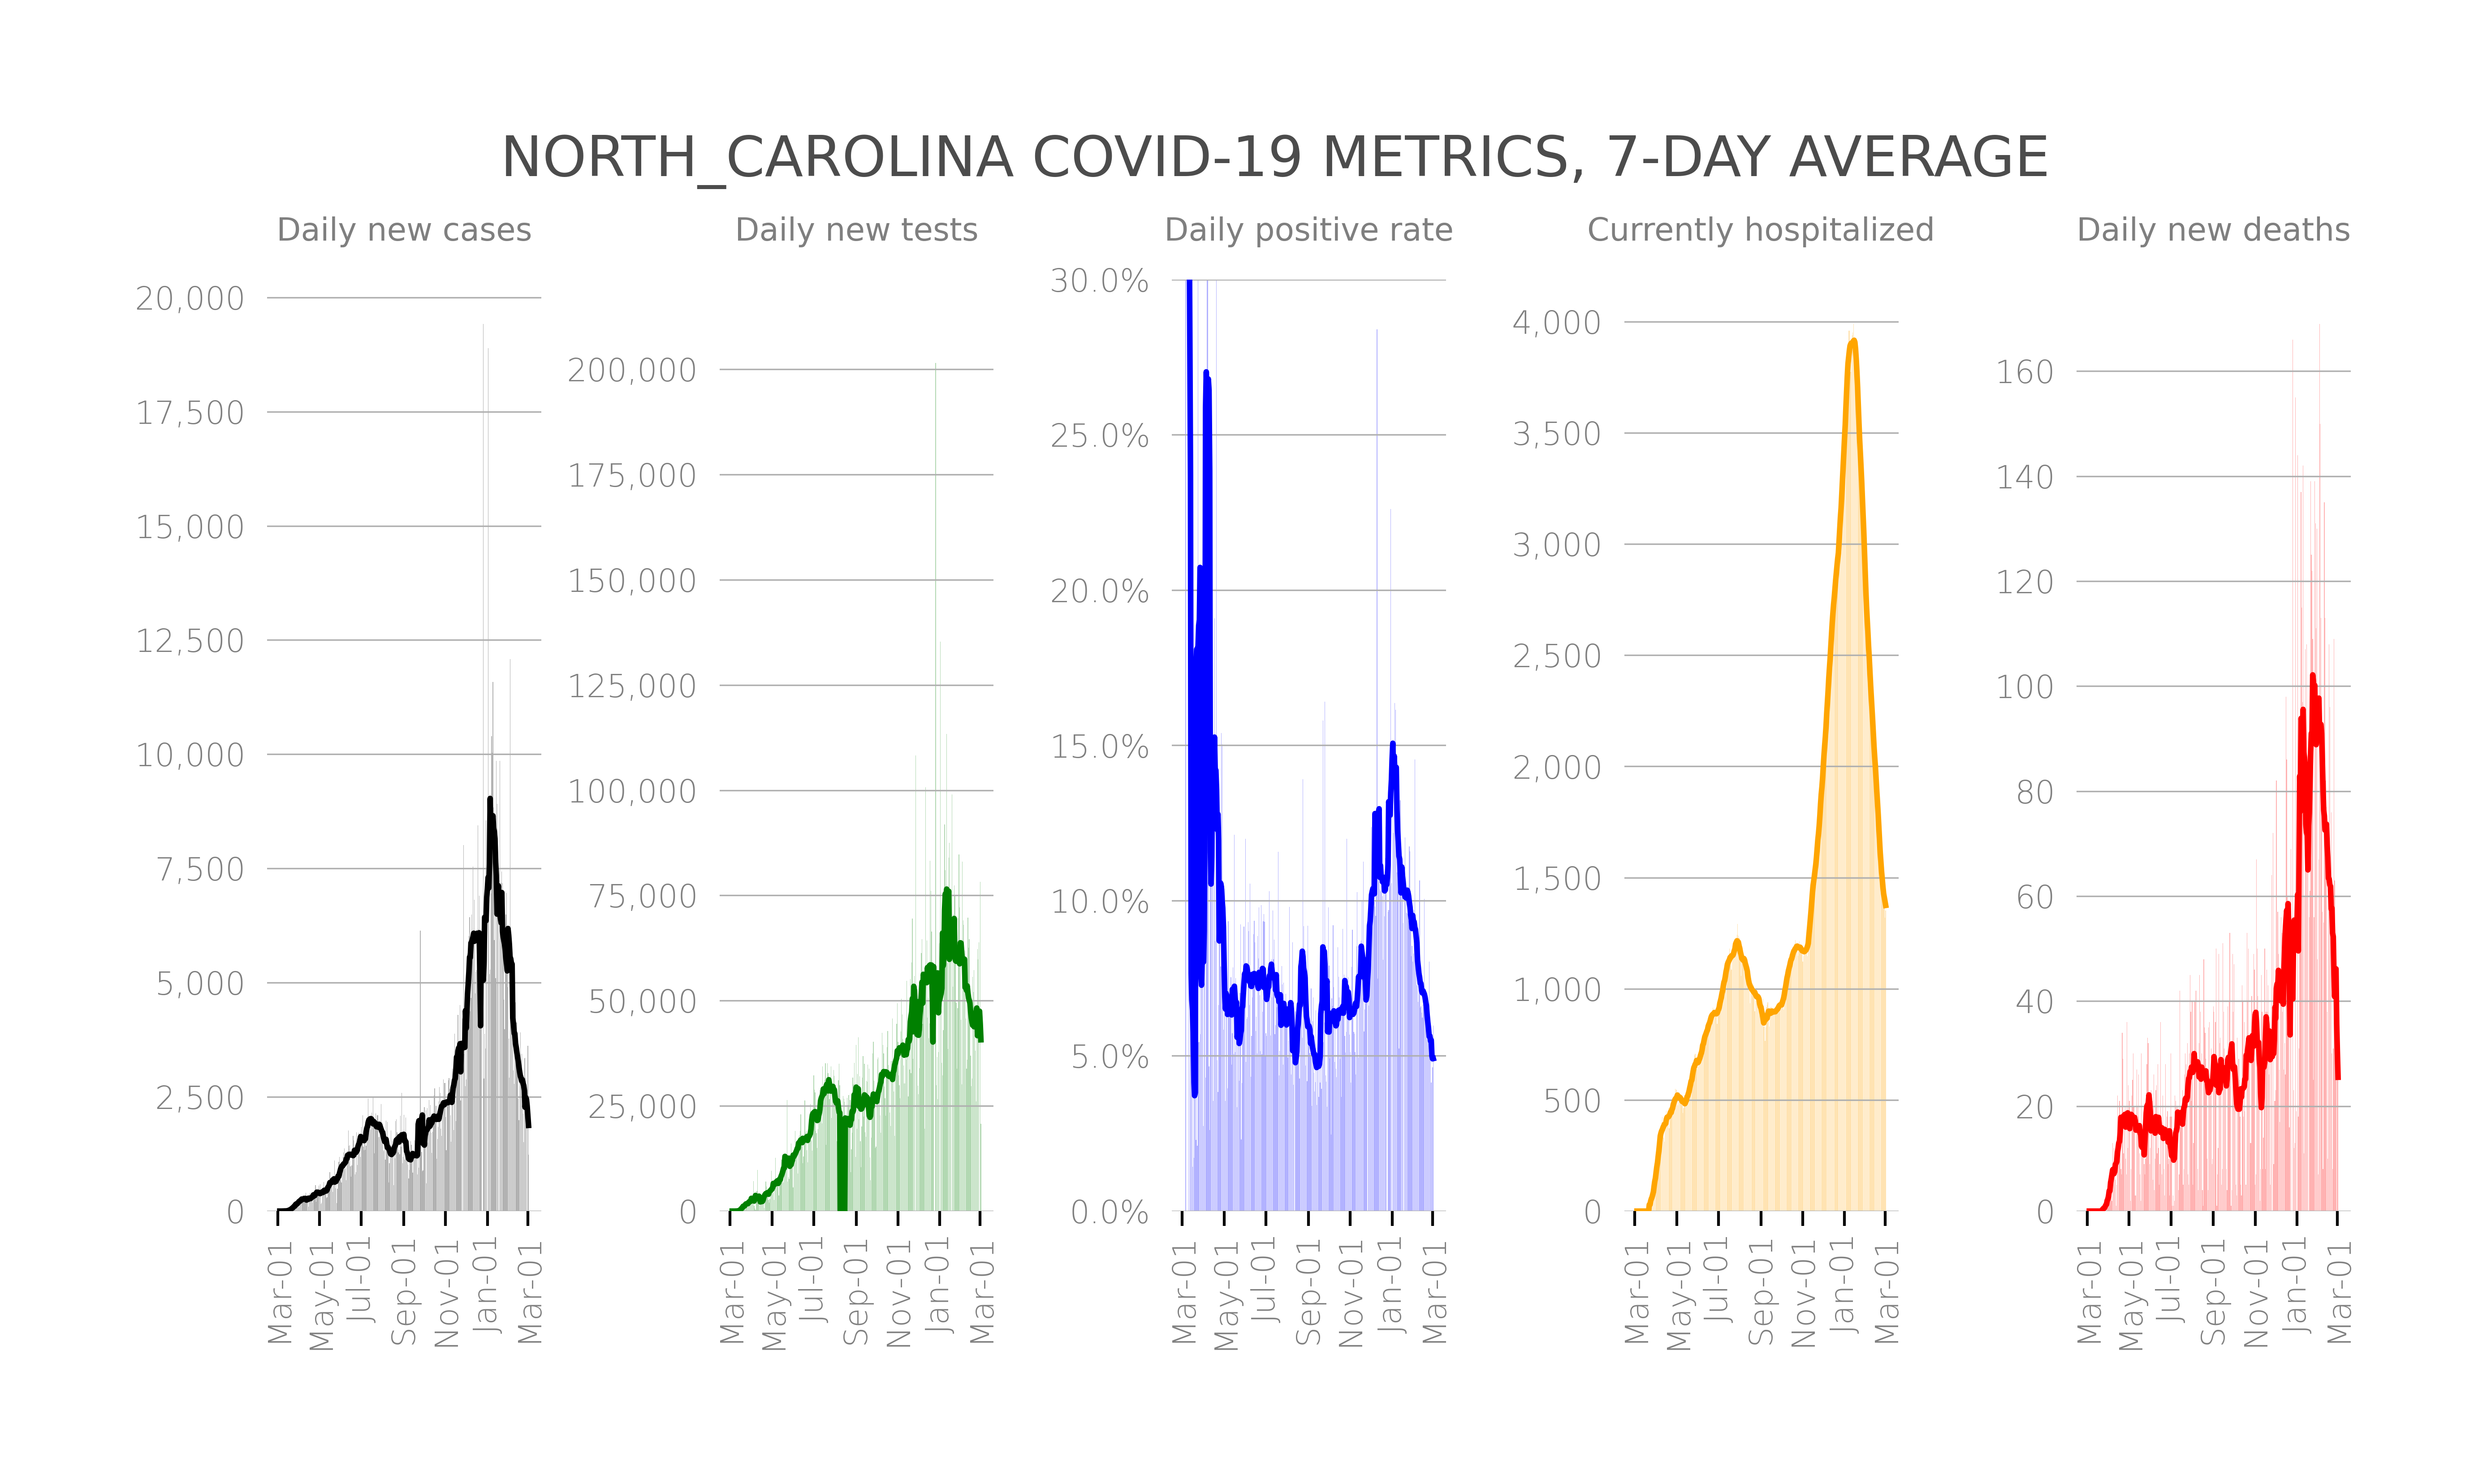 NORTH_CAROLINA COVID-19 METRICS, 7-DAY AVERAGE
Daily new cases
20,000
17,500
15,000
12,500
10,000
7,500
5,000
2,500
0
Mar-01
May-01
Jul-01
Sep-01
Nov-01
Jan-01
Mar-01
Daily new tests
200,000
175,000
150,000
125,000
100,000
75,000
50,000
25,000
0
Mar-01
May-01
Jul-01
Sep-01
Nov-01
Jan-01
Mar-01
Daily positive rate
30.0%
25.0%
20.0%
15.0%
10.0%
5.0%
0.0%
Mar-01
May-01
Jul-01
Sep-01
Nov-01
Jan-01
Mar-01
Currently hospitalized
4,000
3,500
3,000
2,500
2,000
1,500
1,000
500
0
Mar-01
May-01
Jul-01
Sep-01
Nov-01
Jan-01
Mar-01
Daily new deaths
160
140
120
100
80
60
40
20
0
Mar-01
May-01
Jul-01
Sep-01
Nov-01
Jan-01
Mar-01